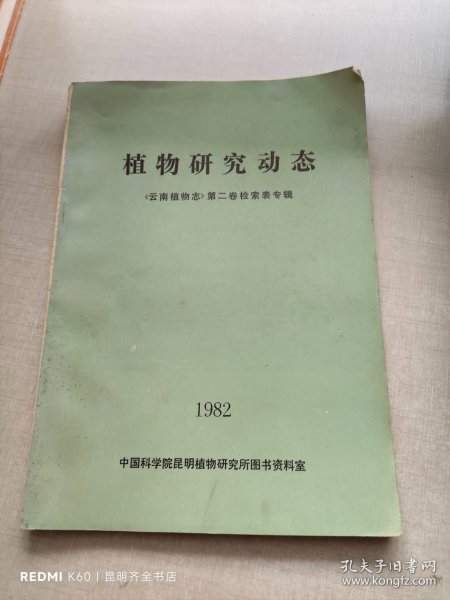 植物研究动态
《云南植物志》第二卷检索表专辑
1982
中国科学院昆明植物研究所图书资料室
REDMI K60 | 昆明齐全书店
孔夫子旧书网
www.kongfz.com